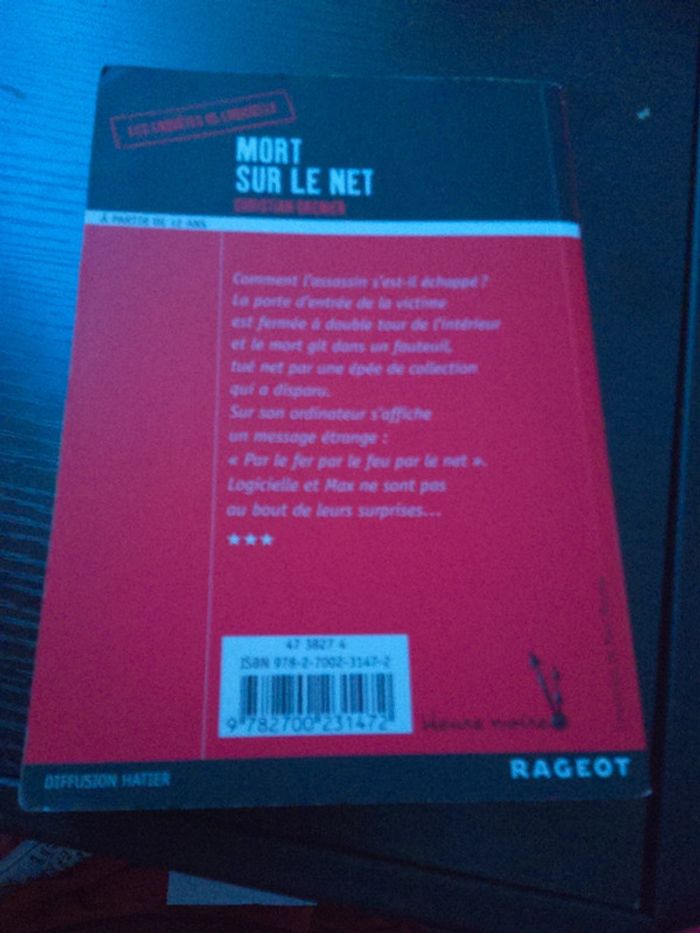 LES ENQUÊTES DE LOGICIELLE
MORT
SUR LE NET
CHRISTIAN GRENIER
À PARTIR DE 12 ANS
Comment l'assassin s'est-il échappé ?
La porte d'entrée de la victime
est fermée à double tour de l'intérieur
et le mort gît dans un fauteuil,
tué net par une épée de collection
qui a disparu.
Sur son ordinateur s'affiche
un message étrange :
« Par le fer par le feu par le net ».
Logicielle et Max ne sont pas
au bout de leurs surprises...
47 3827 4
ISBN 978-2-7002-3147-2
9 782700 231472
Heure noire
RAGEOT
DIFFUSION HATIER